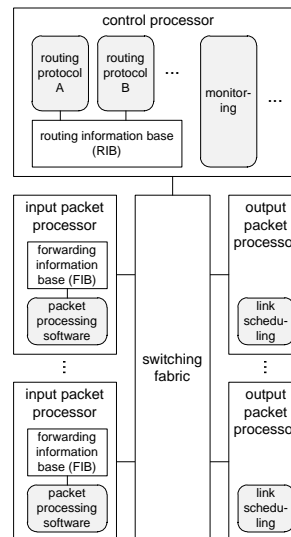 control processor
routing
protocol
A
routing
protocol
B
...
monitor-
ing
...
routing information base
(RIB)
input packet
processor
forwarding
information
base (FIB)
packet
processing
software
...
input packet
processor
forwarding
information
base (FIB)
packet
processing
software
switching
fabric
output
packet
processor
link
schedu-
ling
...
output
packet
processor
link
schedu-
ling